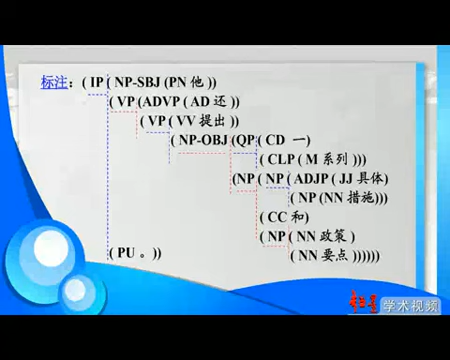 标注：( IP ( NP-SBJ (PN 他 ))
( VP (ADVP ( AD 还 ))
( VP ( VV 提出 ))
( NP-OBJ (QP ( CD 一)
( CLP ( M 系列 )))
(NP ( NP ( ADJP ( JJ 具体)
( NP (NN 措施)))
( CC 和)
( NP ( NN 政策 )
( NN 要点 ))))))
( PU 。))
学术视频